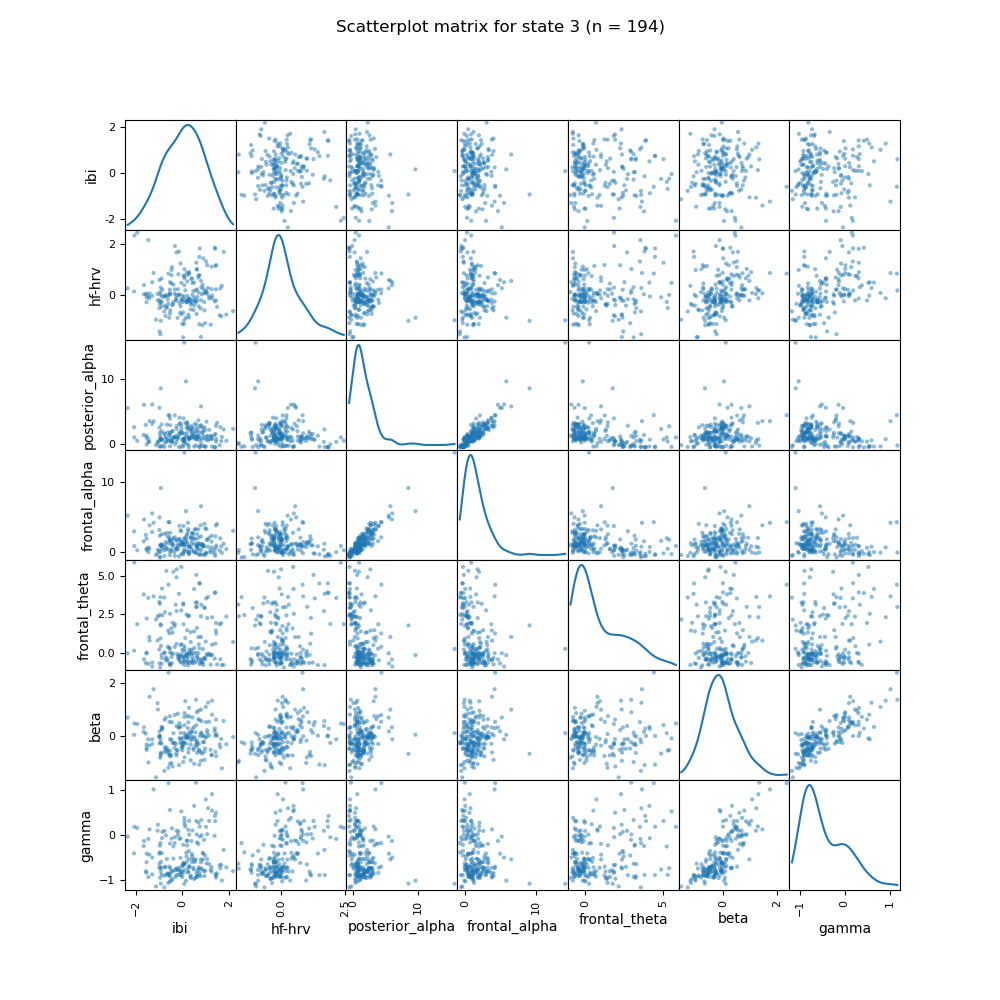 Scatterplot matrix for state 3 (n = 194)
ibi
2
0
−2
hf-hrv
2
0
posterior_alpha
10
0
frontal_alpha
10
0
frontal_theta
5.0
2.5
0.0
beta
2
0
gamma
1
0
−1
−2 0 2 0.0 2.5 0 10 0 10 0 5 0 2 −1 0 1
ibi hf-hrv posterior_alpha frontal_alpha frontal_theta beta gamma